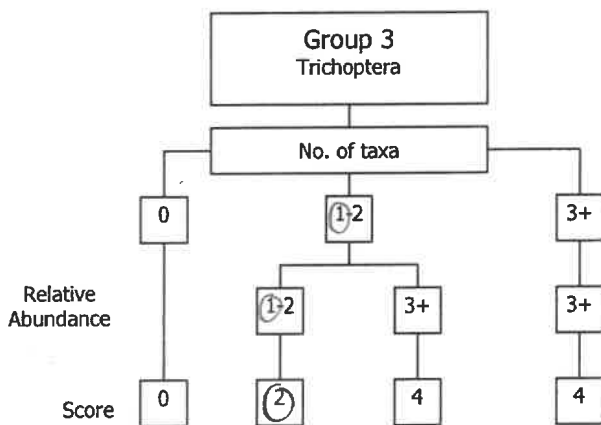 Group 3
Trichoptera
No. of taxa
0 1-2 3+
Relative
Abundance
1-2 3+ 3+
Score 0 2 4 4